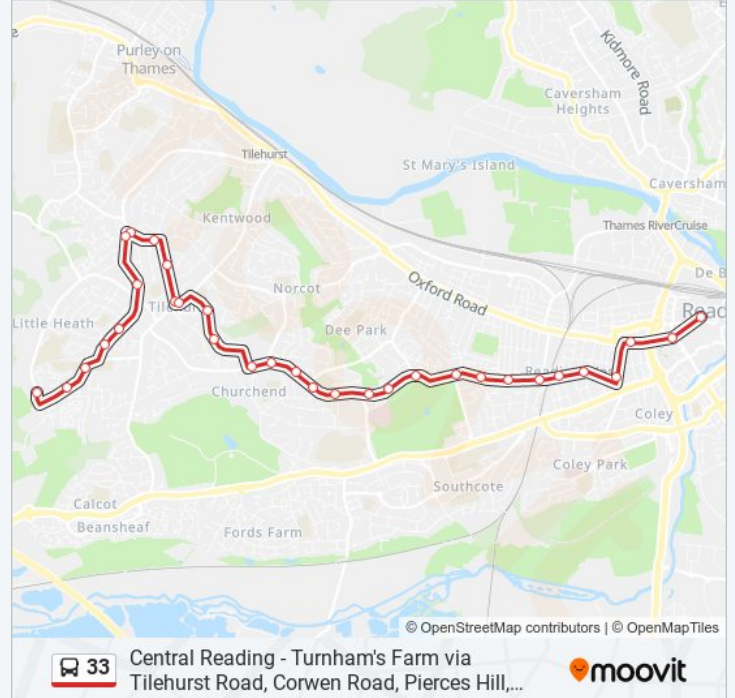 Purley on
Thames
Kidmore Road
Caversham
Heights
Tilehurst
St Mary's Island
Caversham
Kentwood
Thames RiverCruise
De B
Norcot
Oxford Road
Read
Little Heath
Dee Park
Churchend
Coley
Coley Park
Southcote
Calcot
Beansheaf
Fords Farm
© OpenStreetMap contributors | © OpenMapTiles
33
Central Reading - Turnham's Farm via
Tilehurst Road, Corwen Road, Pierces Hill,...
moovit